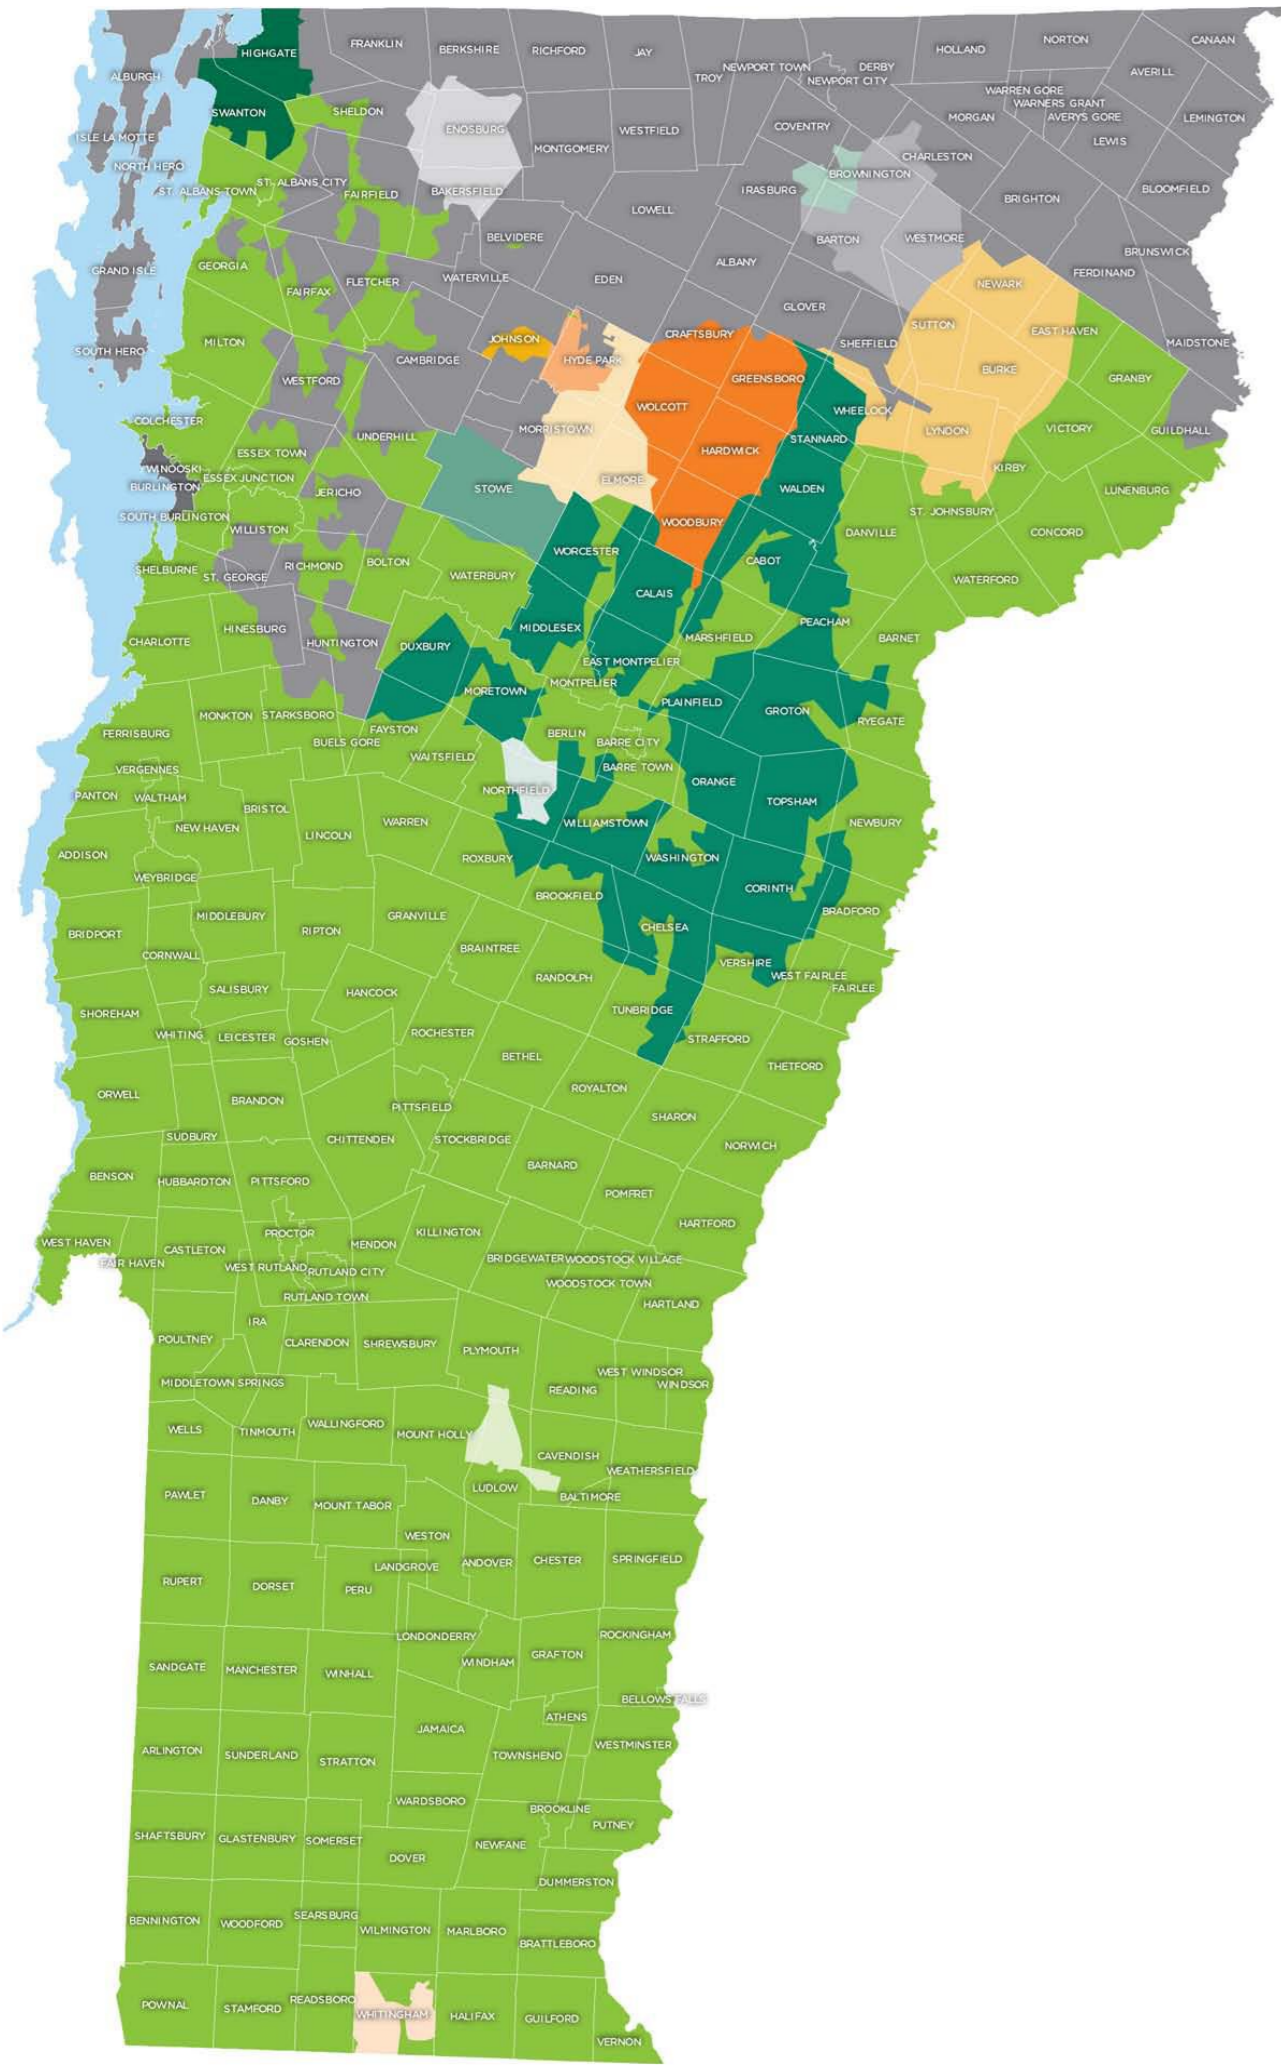 HIGHGATE
FRANKLIN
BERKSHIRE
RICHFORD
JAY
TROY
NEWPORT TOWN
NEWPORT CITY
DERBY
HOLLAND
NORTON
CANAAN
ALBURGH
AVERILL
WARREN GORE
WARNERS GRANT
AVERYS GORE
SWANTON
SHELDON
ENOSBURG
WESTFIELD
COVENTRY
MORGAN
LEMINGTON
ISLE LA MOTTE
MONTGOMERY
LEWIS
NORTH HERO
CHARLESTON
BROWNINGTON
ST. ALBANS TOWN
ST. ALBANS CITY
FAIRFIELD
BAKERSFIELD
IRASBURG
BRIGHTON
BLOOMFIELD
LOWELL
BELVIDERE
BARTON
WESTMORE
BRUNSWICK
GRAND ISLE
GEORGIA
FAIRFAX
FLETCHER
WATERVILLE
EDEN
ALBANY
NEWARK
FERDINAND
GLOVER
SOUTH HERO
MILTON
JOHNSON
CRAFTSBURY
SHEFFIELD
SUTTON
EAST HAVEN
MAIDSTONE
CAMBRIDGE
HYDE PARK
WESTFORD
GREENSBORO
BURKE
GRANBY
WOLCOTT
WHEELOCK
COLCHESTER
MORRISTOWN
STANNARD
LYNDON
VICTORY
GUILDHALL
UNDERHILL
ESSEX TOWN
HARDWICK
WINOOSKI
KIRBY
BURLINGTON
ESSEX JUNCTION
JERICHO
STOWE
ELMORE
WALDEN
LUNENBURG
SOUTH BURLINGTON
WILLISTON
WOODBURY
DANVILLE
ST. JOHNSBURY
CONCORD
SHELBURNE
ST. GEORGE
RICHMOND
BOLTON
WATERBURY
WORCESTER
CABOT
WATERFORD
CALAIS
CHARLOTTE
HINESBURG
HUNTINGTON
DUXBURY
MIDDLESEX
MARSHFIELD
PEACHAM
BARNET
EAST MONTPELIER
MONTPELIER
MORETOWN
PLAINFIELD
GROTON
RYEGATE
MONKTON
STARKSBORO
BUELS GORE
FAYSTON
FERRISBURG
BERLIN
BARRE CITY
WAITSFIELD
BARRE TOWN
VERGENNES
PANTON
WALTHAM
BRISTOL
NORTHFIELD
ORANGE
TOPSHAM
NEW HAVEN
LINCOLN
WARREN
WILLIAMSTOWN
NEWBURY
ADDISON
ROXBURY
WASHINGTON
WEYBRIDGE
BROOKFIELD
CORINTH
MIDDLEBURY
GRANVILLE
BRADFORD
BRIDPORT
RIPTON
CHELSEA
CORNWALL
BRAINTREE
VERSHIRE
WEST FAIRLEE
FAIRLEE
SALISBURY
HANCOCK
RANDOLPH
SHOREHAM
TUNBRIDGE
WHITING
LEICESTER
GOSHEN
ROCHESTER
STRAFFORD
BETHEL
THETFORD
ORWELL
BRANDON
PITTSFIELD
ROYALTON
SHARON
SUDBURY
CHITTENDEN
STOCKBRIDGE
NORWICH
BENSON
HUBBARDTON
PITTSFORD
BARNARD
POMFRET
HARTFORD
WEST HAVEN
FAIR HAVEN
CASTLETON
PROCTOR
MENDON
KILLINGTON
BRIDGEWATER
WOODSTOCK VILLAGE
WEST RUTLAND
RUTLAND CITY
WOODSTOCK TOWN
RUTLAND TOWN
HARTLAND
IRA
POULTNEY
CLARENDON
SHREWSBURY
PLYMOUTH
MIDDLETOWN SPRINGS
READING
WEST WINDSOR
WINDSOR
WELLS
TINMOUTH
WALLINGFORD
MOUNT HOLLY
CAVENDISH
WEATHERSFIELD
LUDLOW
BALTIMORE
PAWLET
DANBY
MOUNT TABOR
WESTON
LANDGROVE
ANDOVER
CHESTER
SPRINGFIELD
RUPERT
DORSET
PERU
LONDONDERRY
WINDHAM
GRAFTON
ROCKINGHAM
SANDGATE
MANCHESTER
WINHALL
BELLOWS FALLS
ATHENS
JAMAICA
WESTMINSTER
ARLINGTON
SUNDERLAND
STRATTON
TOWNSHEND
WARDSBORO
BROOKLINE
PUTNEY
SHAFTSBURY
GLASTENBURY
SOMERSET
NEWFANE
DOVER
DUMMERSTON
BENNINGTON
WOODFORD
SEARSBURG
WILMINGTON
MARLBORO
BRATTLEBORO
POWNAL
STAMFORD
READSBORO
WHITINGHAM
HALIFAX
GUILFORD
VERNON